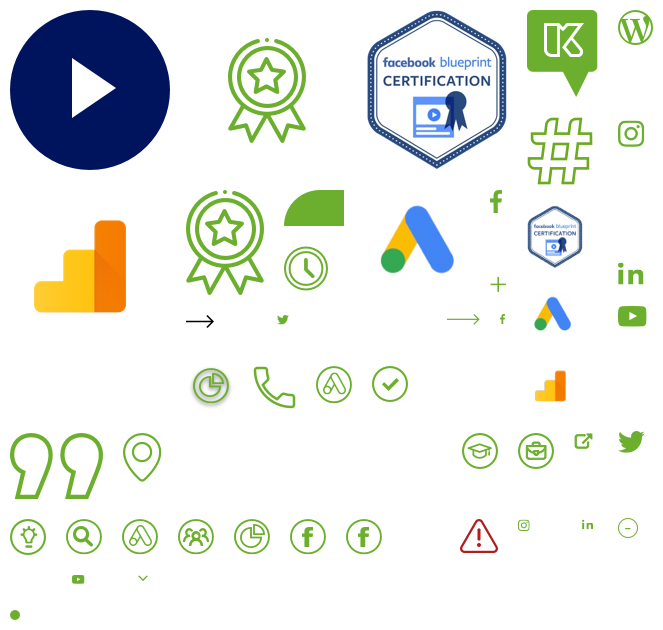 facebook blueprint
CERTIFICATION
facebook blueprint
CERTIFICATION